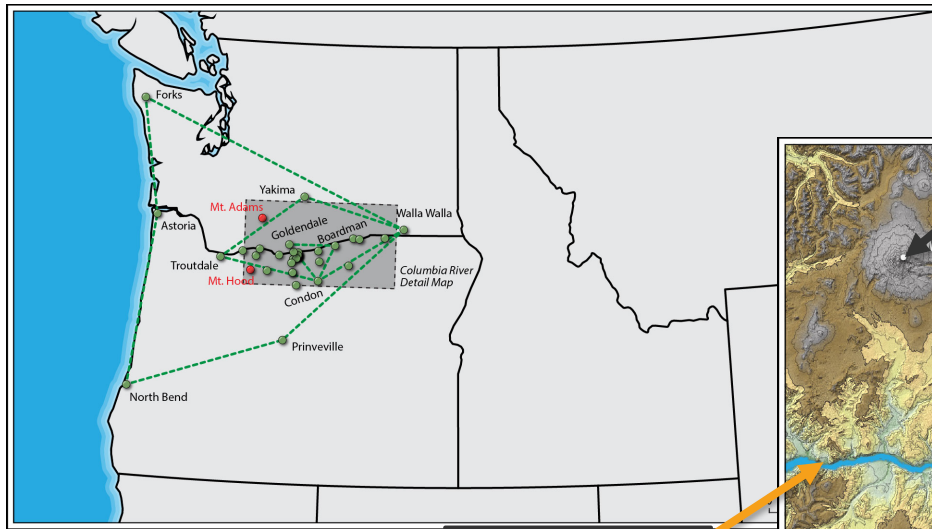 Forks
Yakima
Mt. Adams
Walla Walla
Goldendale
Astoria
Boardman
Troutdale
Mt. Hood
Columbia River
Detail Map
Condon
Prineveville
North Bend